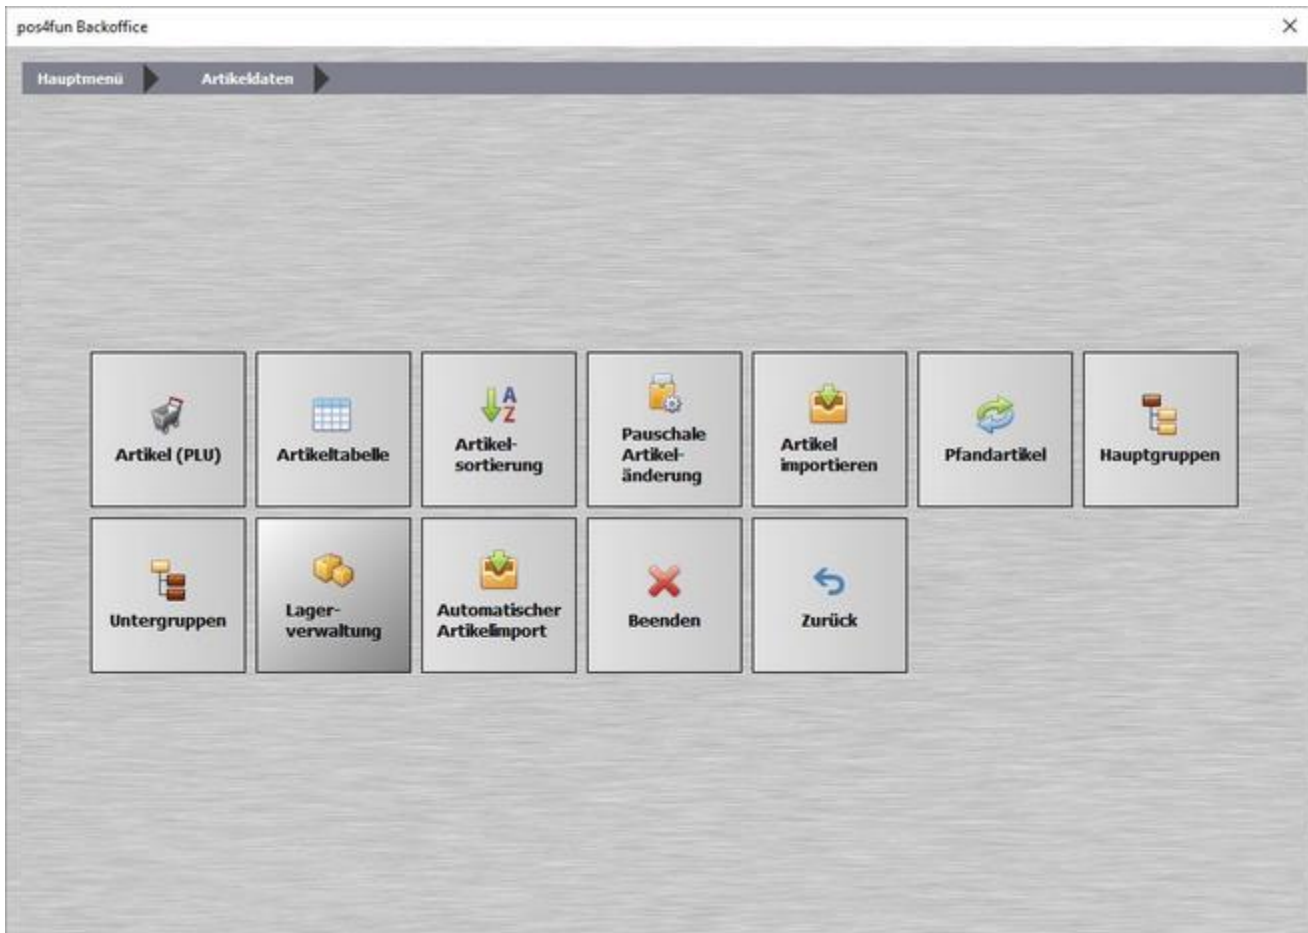 pos4fun Backoffice
Hauptmenü
Artikeldaten
Artikel (PLU)
Artikeltabelle
A
Z
Artikel-
sortierung
Pauschale
Artikel-
änderung
Artikel
importieren
Pfandartikel
Hauptgruppen
Untergruppen
Lager-
verwaltung
Automatischer
Artikelimport
Beenden
Zurück